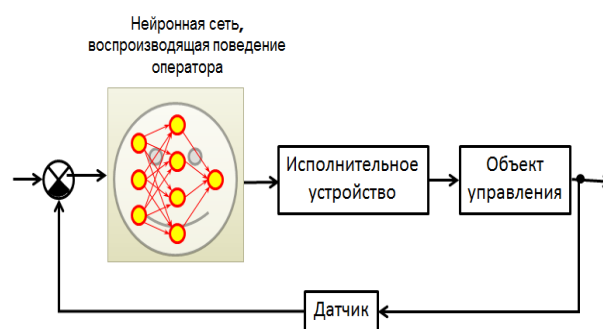 Нейронная сеть,
воспроизводящая поведение
оператора
Исполнительное
устройство
Объект
управления
Датчик